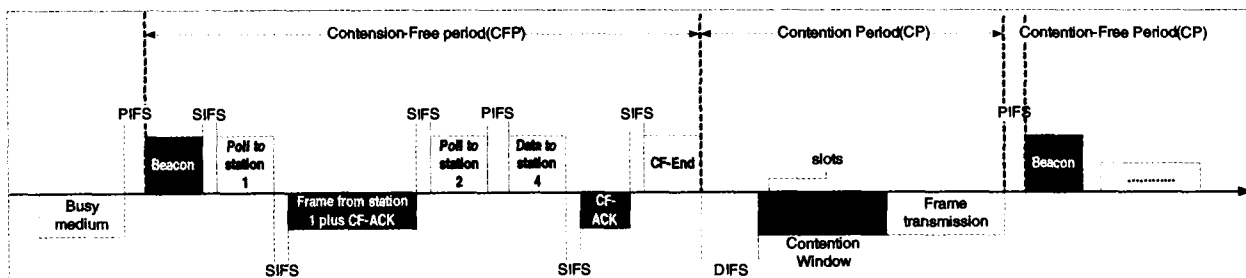 Contension-Free period(CFP)
Contention Period(CP)
Contention-Free Period(CP)
PIFS
SIFS
SIFS
PIFS
SIFS
PIFS
Beacon
Poll to
station
1
Poll to
station
2
Data to
station
4
CF-End
slots
Beacon
............
Busy
medium
Frame from station
1 plus CF-ACK
CF-
ACK
Frame
transmission
Contention
Window
SIFS
SIFS
DIFS